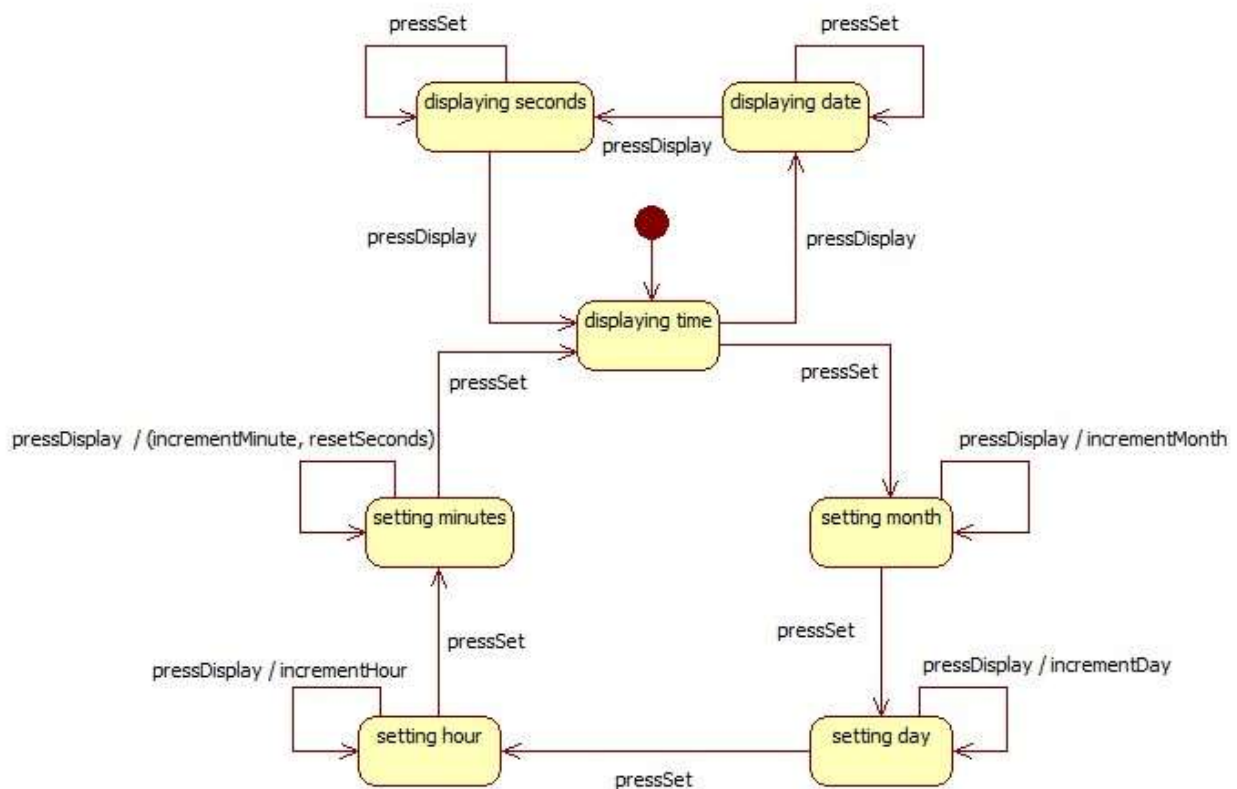 pressSet
pressSet
displaying seconds
displaying date
pressDisplay
pressDisplay
pressDisplay
displaying time
pressSet
pressSet
pressDisplay / (incrementMinute, resetSeconds)
pressDisplay / incrementMonth
setting minutes
setting month
pressSet
pressSet
pressDisplay / incrementHour
pressDisplay / incrementDay
setting hour
setting day
pressSet